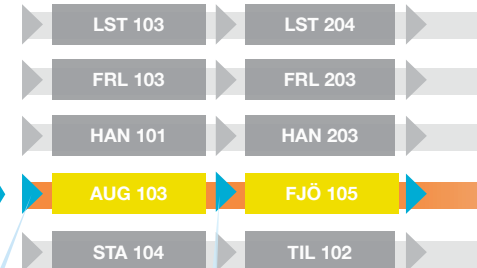 LST 103 LST 204
FRL 103 FRL 203
HAN 101 HAN 203
AUG 103 FJÖ 105
STA 104 TIL 102